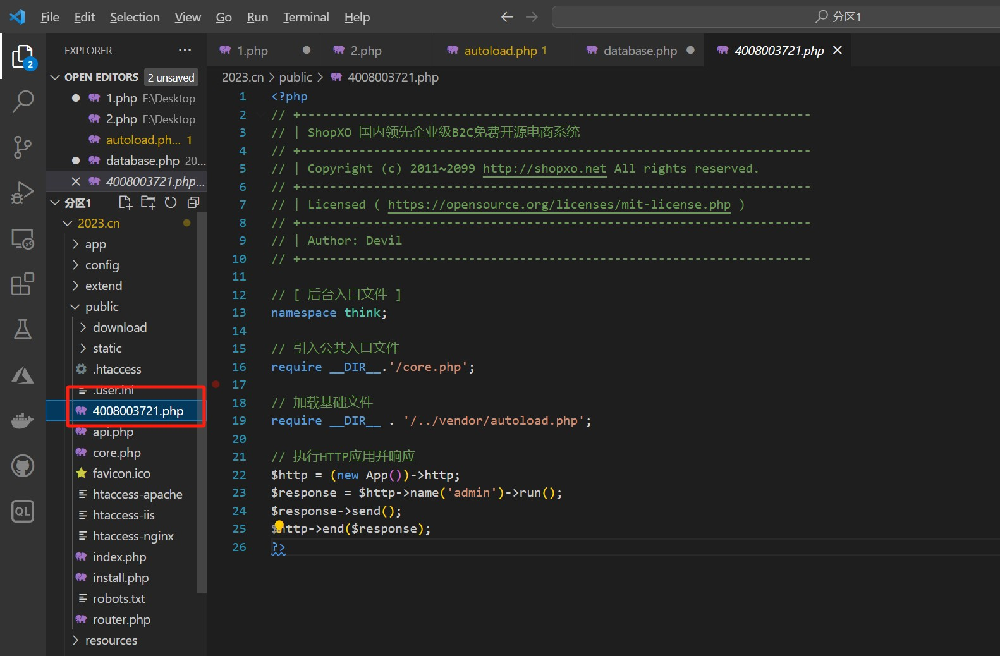 File Edit Selection View Go Run Terminal Help
分区1
EXPLORER ...
1.php
2.php
autoload.php 1
database.php
4008003721.php
OPEN EDITORS 2 unsaved
1.php E:\Desktop
2.php E:\Desktop
autoload.ph... 1
database.php 20...
4008003721.php...
分区1
2023.cn
app
config
extend
public
download
static
.htaccess
.user.ini
4008003721.php
api.php
core.php
favicon.ico
htaccess-apache
htaccess-iis
htaccess-nginx
index.php
install.php
robots.txt
router.php
resources
2
QL
2023.cn > public > 4008003721.php
1 <?php
2 // +----------------------------------------------------------------------
3 // | ShopXO 国内领先企业级B2C免费开源电商系统
4 // +----------------------------------------------------------------------
5 // | Copyright (c) 2011~2099 http://shopxo.net All rights reserved.
6 // +----------------------------------------------------------------------
7 // | Licensed ( https://opensource.org/licenses/mit-license.php )
8 // +----------------------------------------------------------------------
9 // | Author: Devil
10 // +----------------------------------------------------------------------
11
12 // [ 后台入口文件 ]
13 namespace think;
14
15 // 引入公共入口文件
16 require __DIR__.'/core.php';
17
18 // 加载基础文件
19 require __DIR__ . '/../vendor/autoload.php';
20
21 // 执行HTTP应用并响应
22 $http = (new App())->http;
23 $response = $http->name('admin')->run();
24 $response->send();
25 $http->end($response);
26 ?>